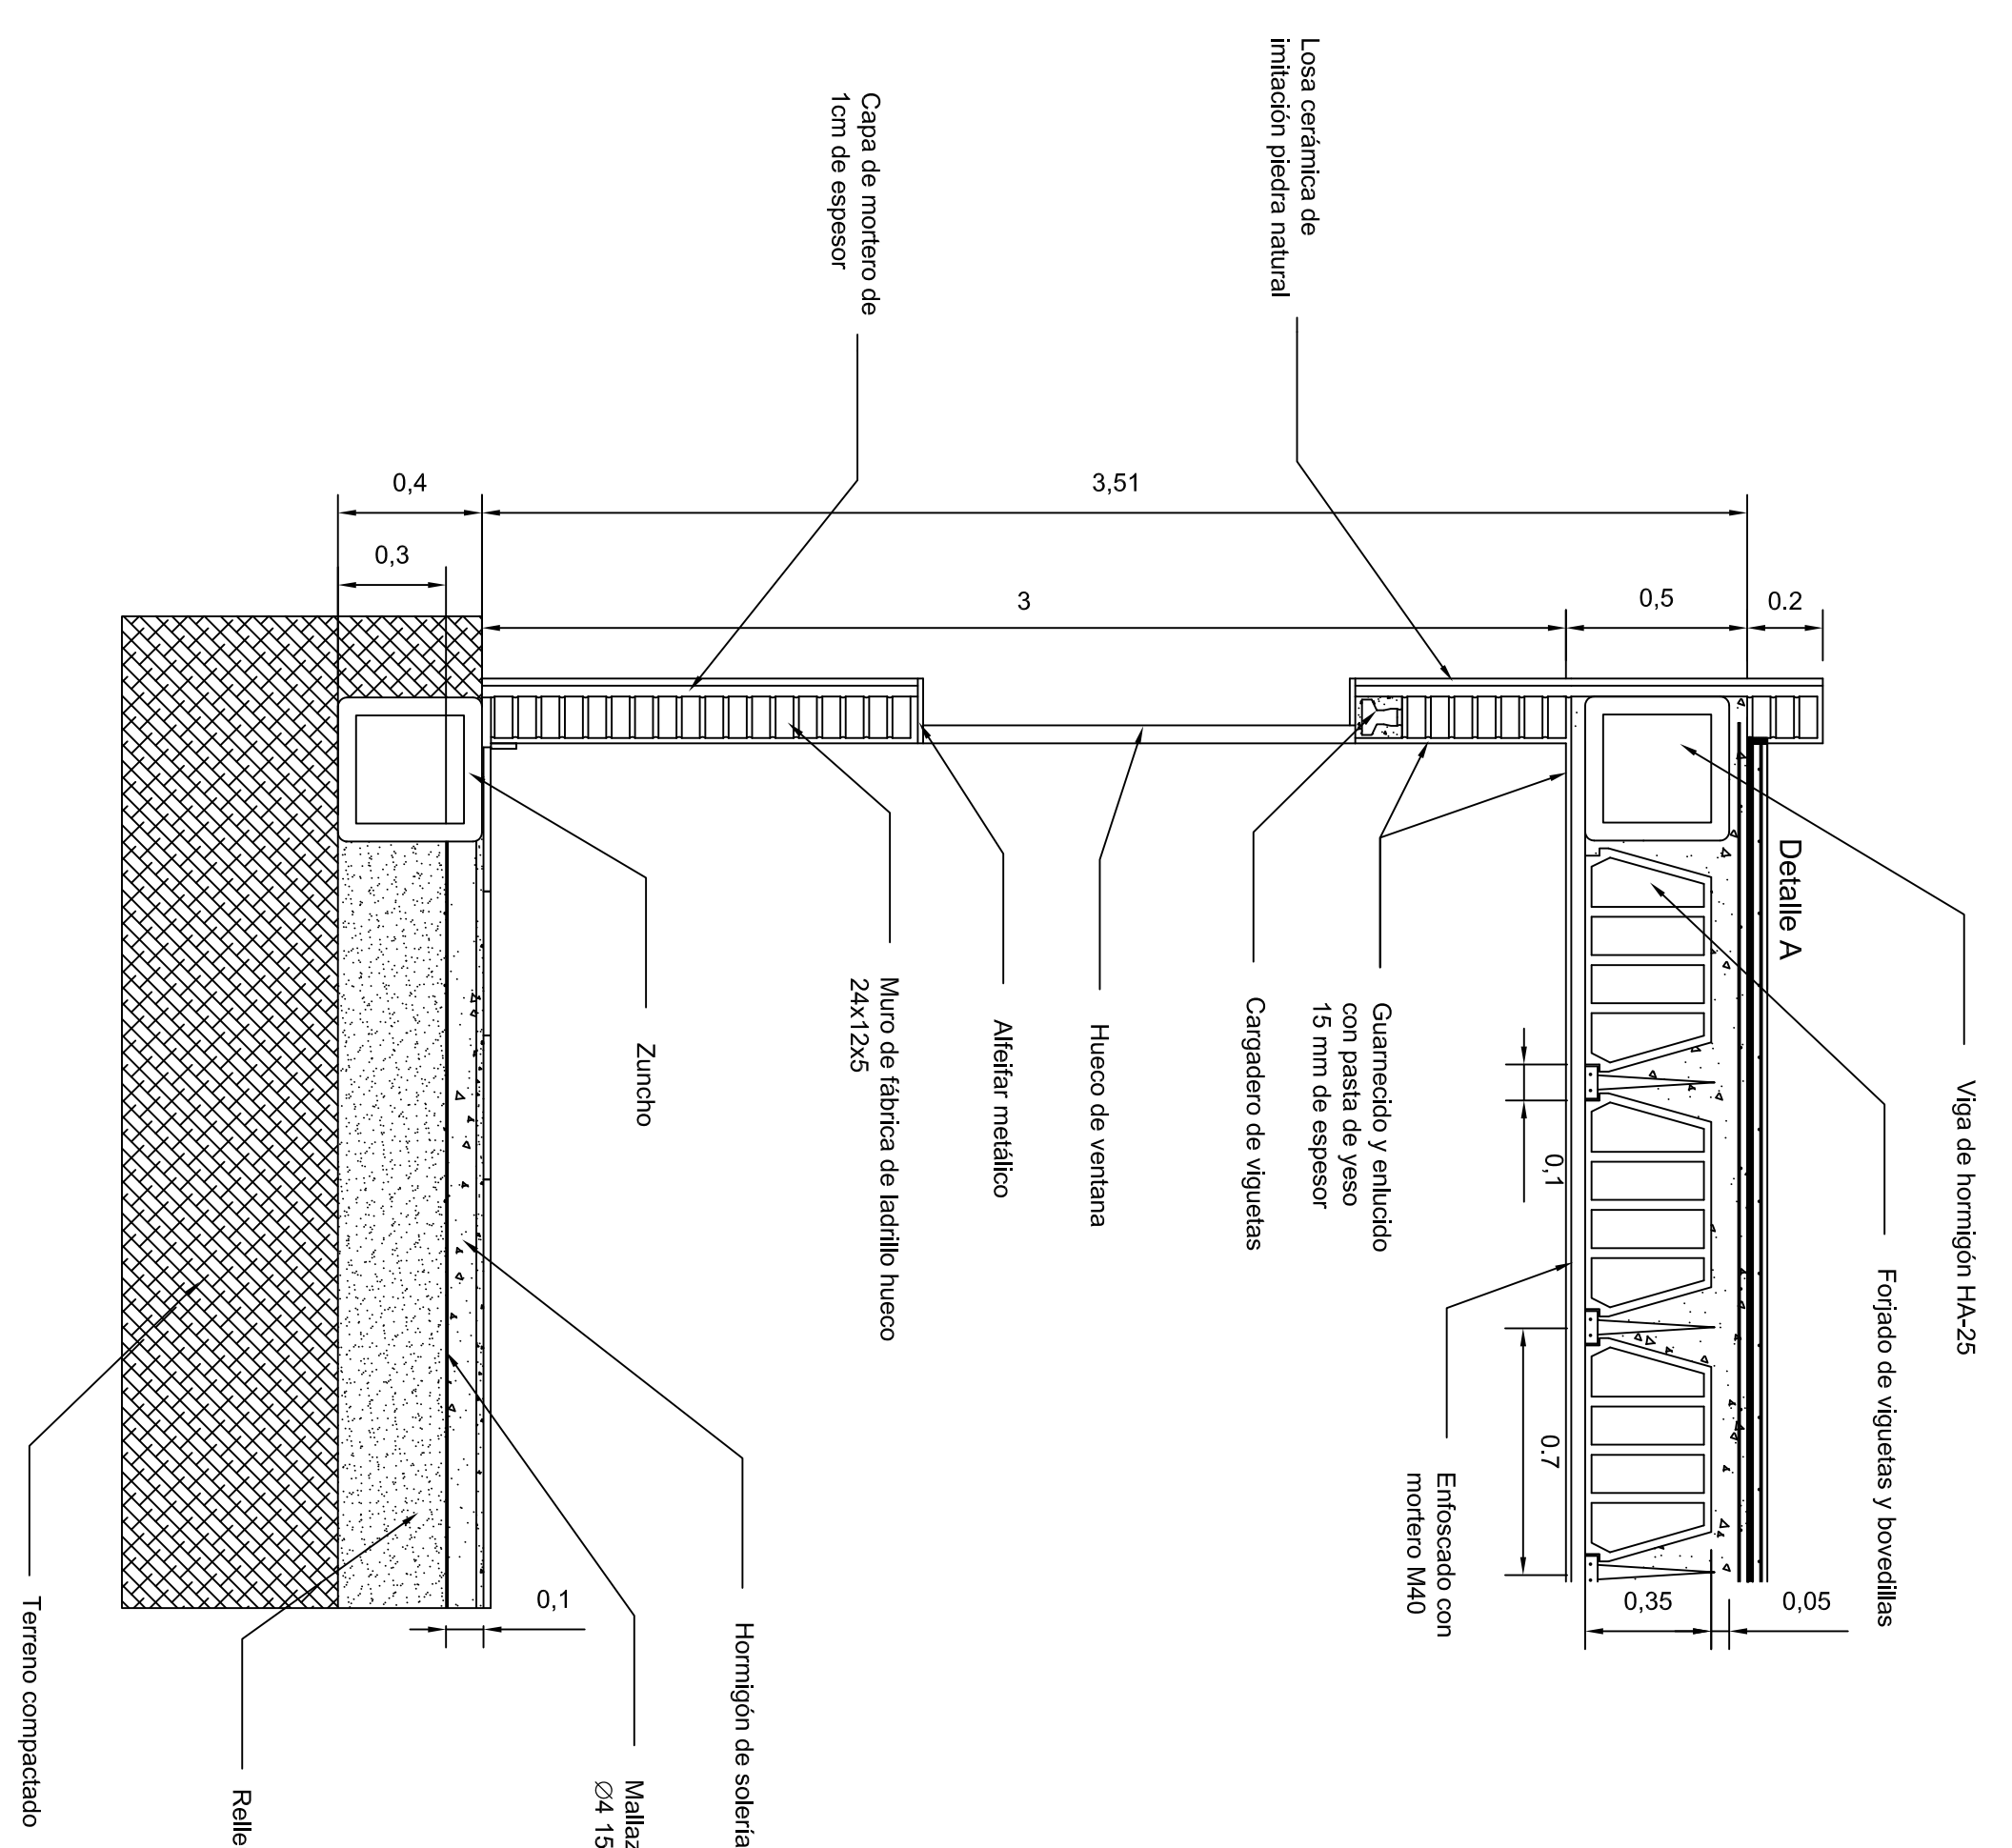 Viga de hormigón HA-25
Forjado de viguetas y bovedillas
Detalle A
0.2
0,5
0,05
0,35
3,51
3
0,1
0.7
Losa cerámica de
imitación piedra natural
Enfoscado con
mortero M40
Guarnecido y enlucido
con pasta de yeso
15 mm de espesor
Cargadero de viguetas
Hueco de ventana
Alfeifar metálico
Capa de mortero de
1cm de espesor
Muro de fábrica de ladrillo hueco
24x12x5
Zuncho
0,4
0,3
0,1
Hormigón de solería
Mallaz
Ø4 15
Relle
Terreno compactado